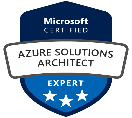 Microsoft
CERTIFIED
AZURE SOLUTIONS
ARCHITECT
EXPERT